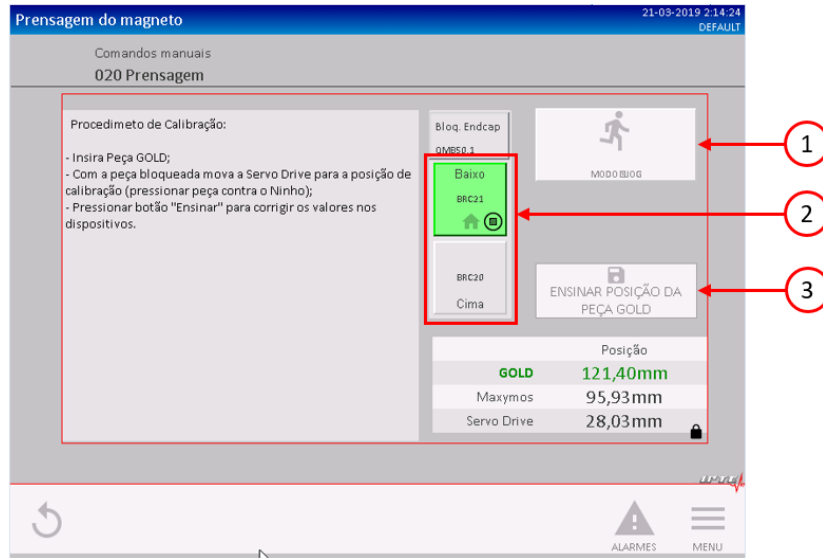 Prensagem do magneto
21-03-2019 2:14:24
DEFAULT
Comandos manuais
020 Prensagem
Procedimeto de Calibração:
- Insira Peça GOLD;
- Com a peça bloqueada mova a Servo Drive para a posição de
calibração (pressionar peça contra o Ninho);
- Pressionar botão "Ensinar" para corrigir os valores nos
dispositivos.
Bloq. Endcap
QMB50.1
Baixo
BRC21
BRC20
Cima
MODO
ENSINAR POSIÇÃO DA
PEÇA GOLD
1
2
3
Posição
GOLD 121,40mm
Maxymos 95,93mm
Servo Drive 28,03mm
ALARMES
MENU